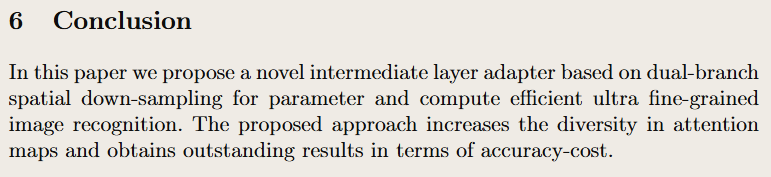 6 Conclusion
In this paper we propose a novel intermediate layer adapter based on dual-branch
spatial down-sampling for parameter and compute efficient ultra fine-grained
image recognition. The proposed approach increases the diversity in attention
maps and obtains outstanding results in terms of accuracy-cost.